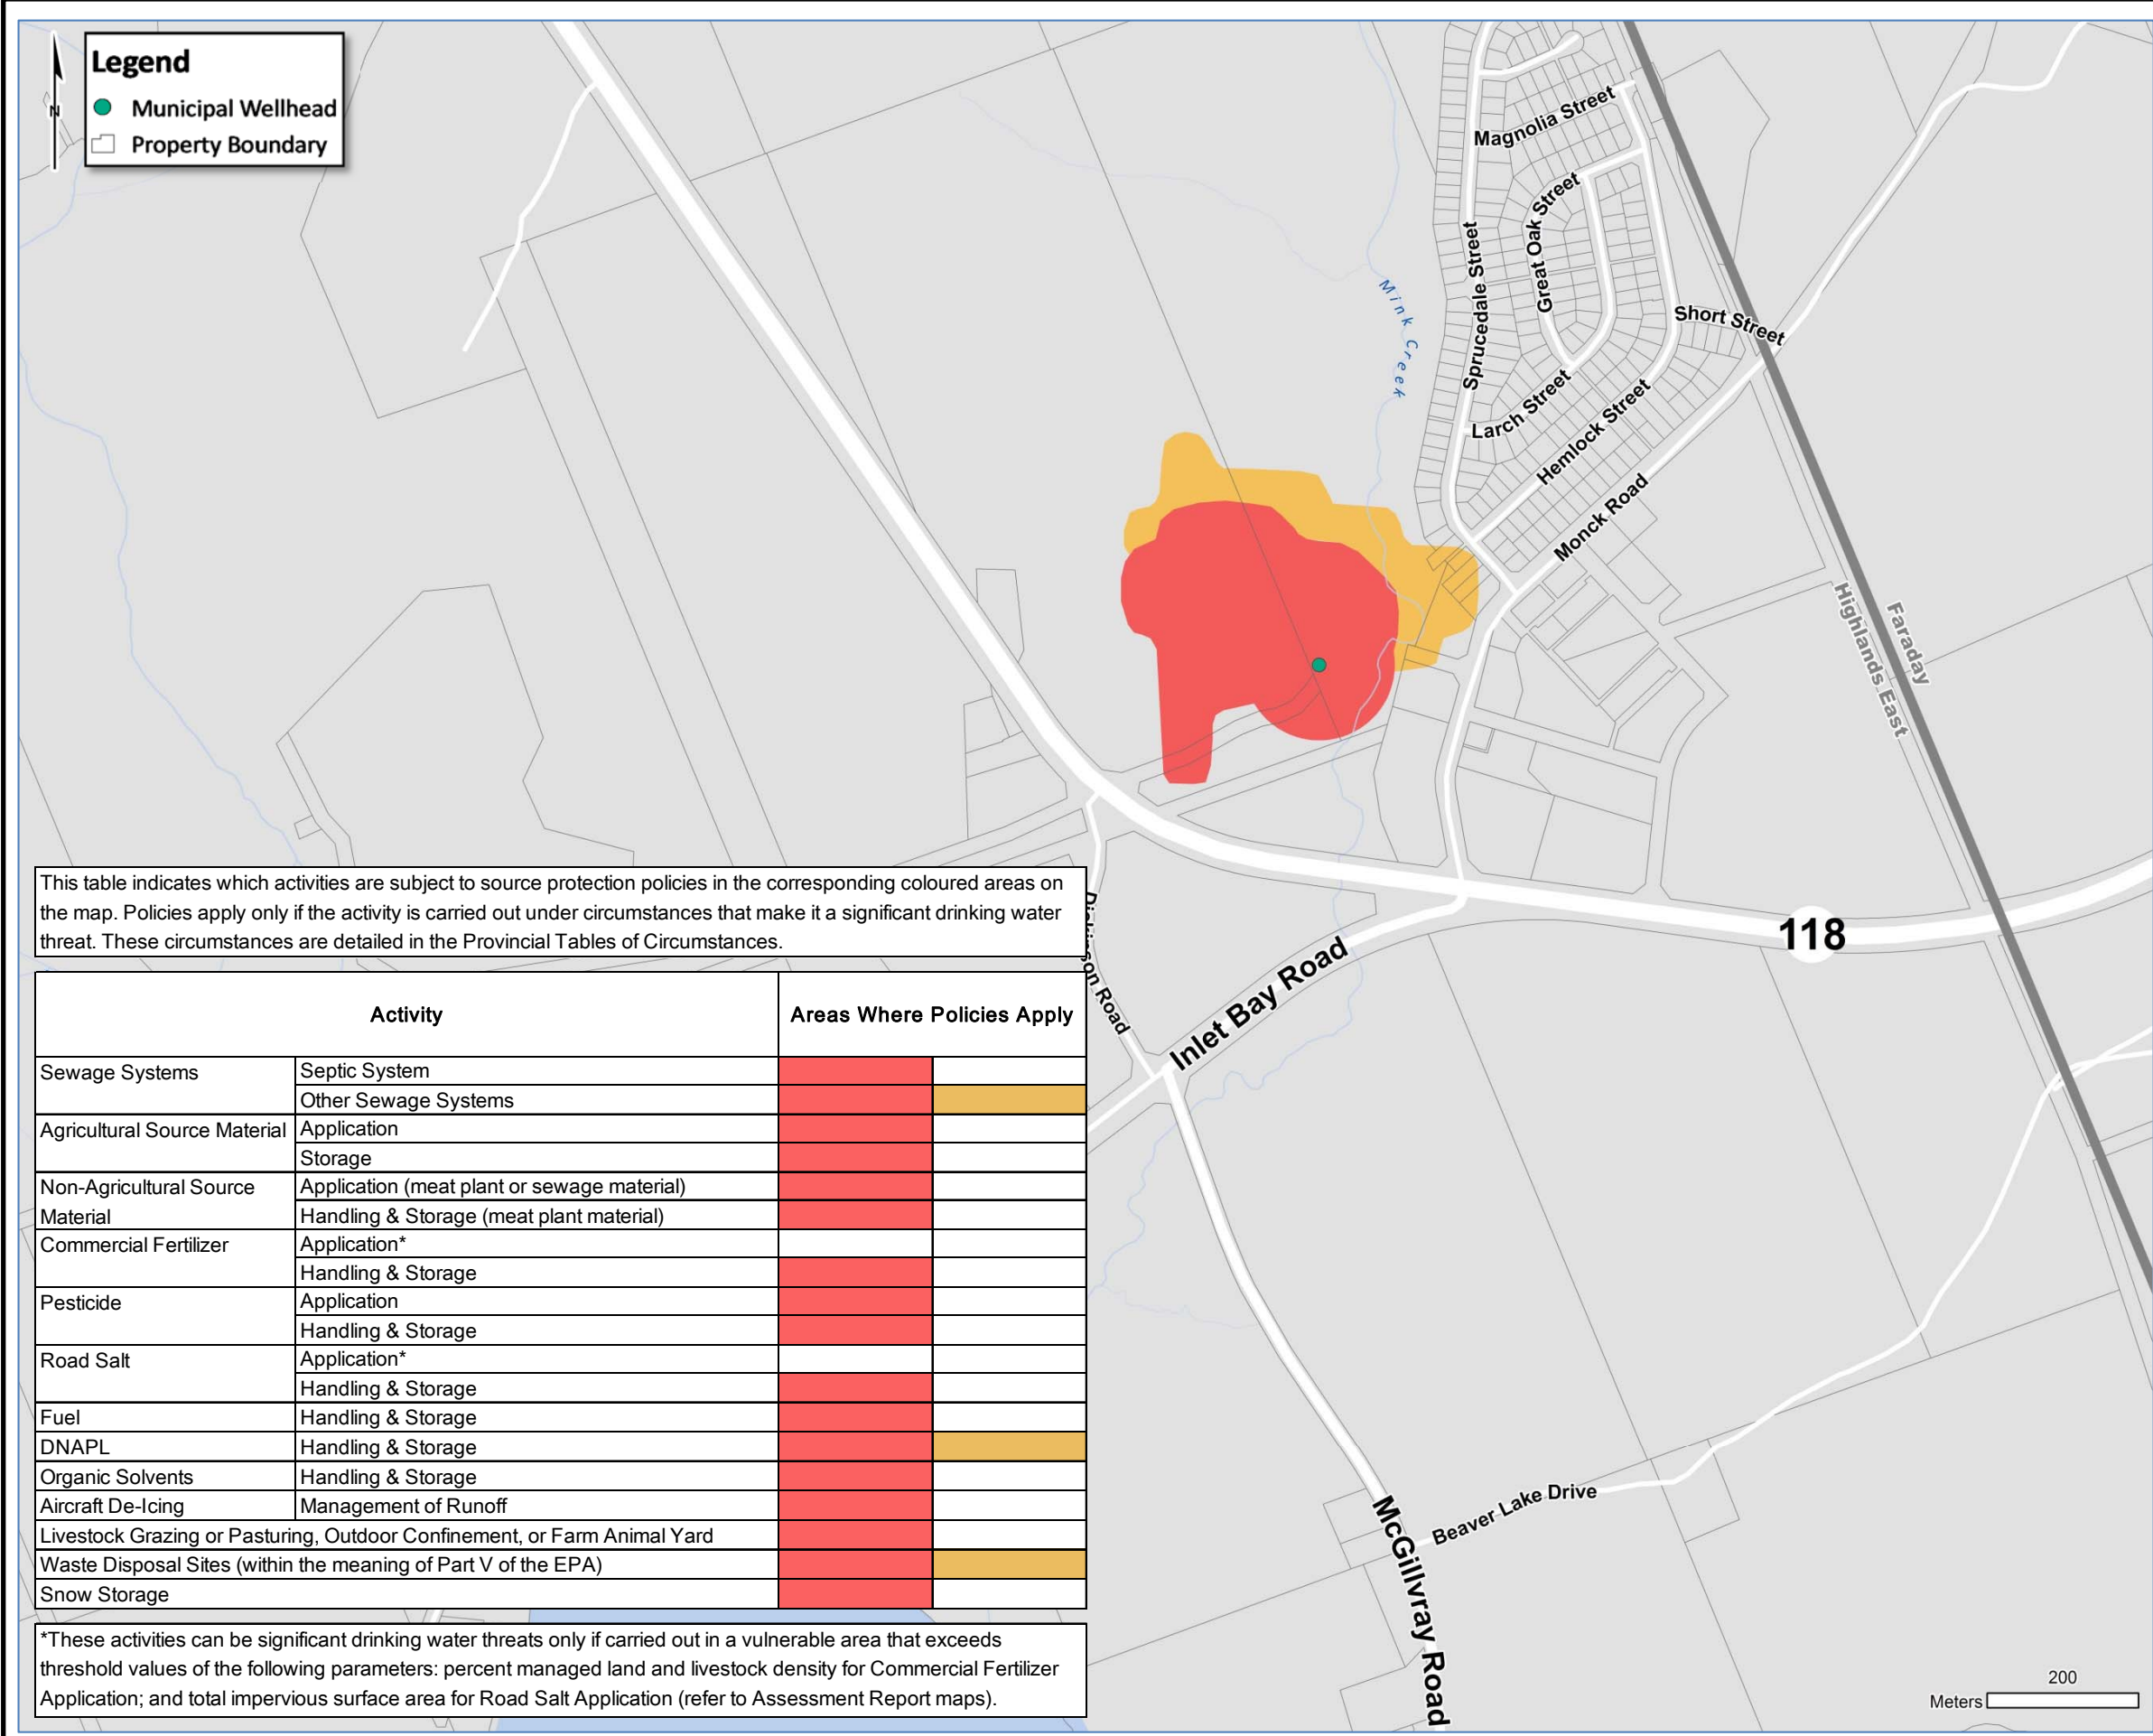 Legend
N
Municipal Wellhead
Property Boundary
Magnolia Street
Great Oak Street
Sprucedale Street
Short Street
Larch Street
Hemlock Street
Monck Road
Mink Creek
Faraday
Highlands East
118
Inlet Bay Road
Road
McGillvray Road
Beaver Lake Drive
200
Meters
This table indicates which activities are subject to source protection policies in the corresponding coloured areas on
the map. Policies apply only if the activity is carried out under circumstances that make it a significant drinking water
threat. These circumstances are detailed in the Provincial Tables of Circumstances.
Activity Areas Where Policies Apply
Sewage Systems Septic System
Other Sewage Systems
Agricultural Source Material Application
Storage
Non-Agricultural Source Application (meat plant or sewage material)
Material Handling & Storage (meat plant material)
Commercial Fertilizer Application*
Handling & Storage
Pesticide Application
Handling & Storage
Road Salt Application*
Handling & Storage
Fuel Handling & Storage
DNAPL Handling & Storage
Organic Solvents Handling & Storage
Aircraft De-Icing Management of Runoff
Livestock Grazing or Pasturing, Outdoor Confinement, or Farm Animal Yard
Waste Disposal Sites (within the meaning of Part V of the EPA)
Snow Storage
*These activities can be significant drinking water threats only if carried out in a vulnerable area that exceeds
threshold values of the following parameters: percent managed land and livestock density for Commercial Fertilizer
Application; and total impervious surface area for Road Salt Application (refer to Assessment Report maps).